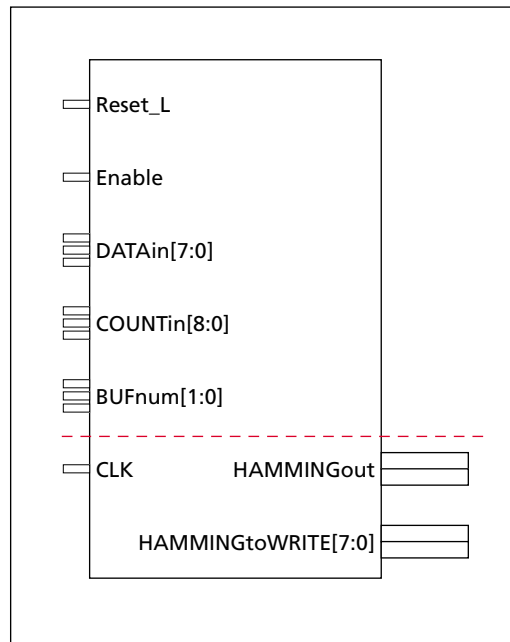 Reset_L
Enable
DATAin[7:0]
COUNTin[8:0]
BUFnum[1:0]
CLK HAMMINGout
HAMMINGtoWRITE[7:0]